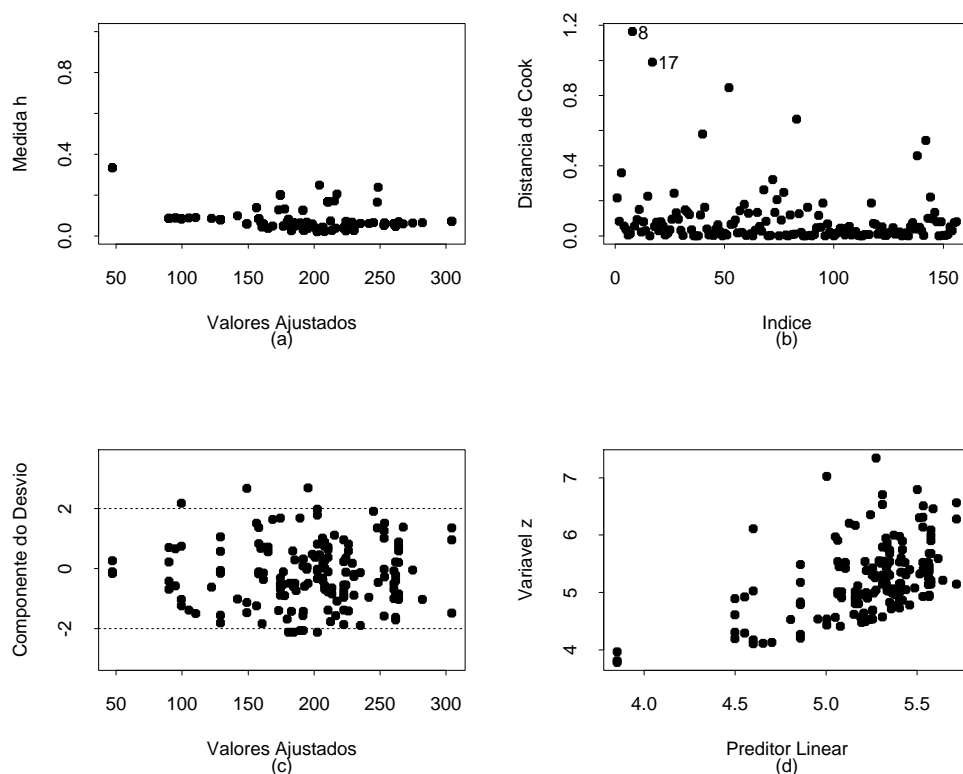 Medida h
0.0
0.4
0.8
50 100 150 200 250 300
Valores Ajustados
(a)
Distancia de Cook
0.0
0.4
0.8
1.2
8
17
0 50 100 150
Indice
(b)
Componente do Desvio
-2
0
2
50 100 150 200 250 300
Valores Ajustados
(c)
Variavel z
4
5
6
7
4.0 4.5 5.0 5.5
Preditor Linear
(d)